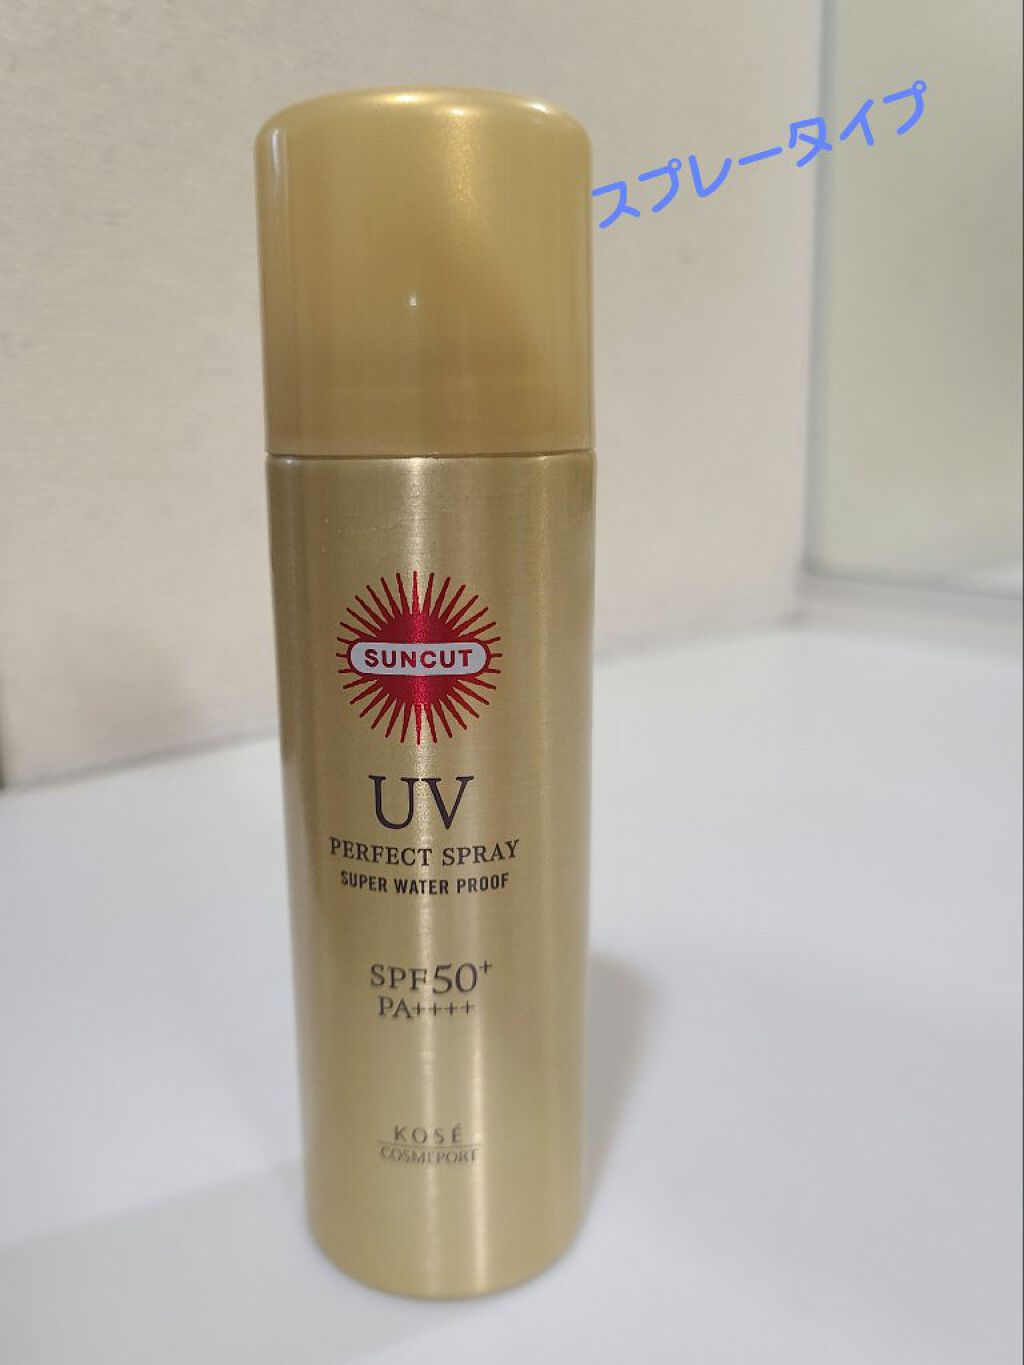 スプレータイプ
SUNCUT
UV
PERFECT SPRAY
SUPER WATER PROOF
SPF50+
PA++++
KOSÉ
COSMEPORT